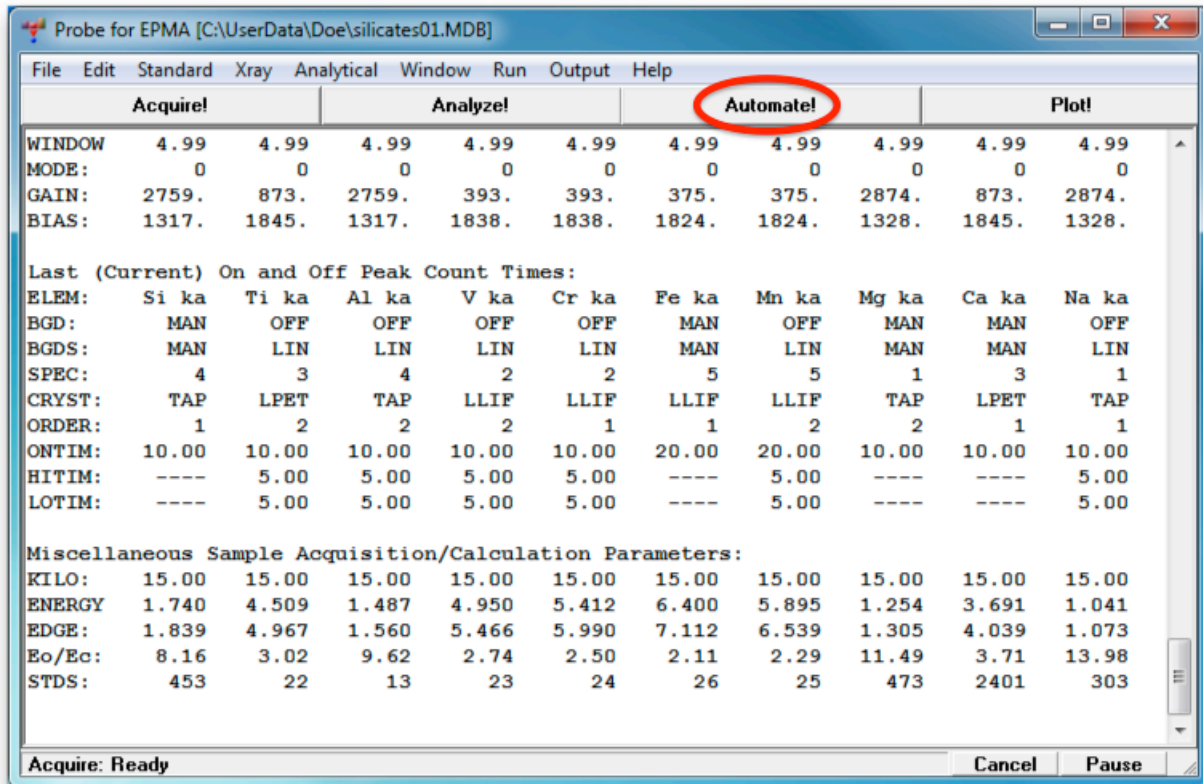 Probe for EPMA [C:\UserData\Doe\silicates01.MDB]
File Edit Standard Xray Analytical Window Run Output Help
Acquire! Analyze! Automate! Plot!
WINDOW 4.99 4.99 4.99 4.99 4.99 4.99 4.99 4.99 4.99 4.99
MODE: 0 0 0 0 0 0 0 0 0 0
GAIN: 2759. 873. 2759. 393. 393. 375. 375. 2874. 873. 2874.
BIAS: 1317. 1845. 1317. 1838. 1838. 1824. 1824. 1328. 1845. 1328.
Last (Current) On and Off Peak Count Times:
ELEM: Si ka Ti ka Al ka V ka Cr ka Fe ka Mn ka Mg ka Ca ka Na ka
BGD: MAN OFF OFF OFF OFF MAN OFF MAN MAN OFF
BGDS: MAN LIN LIN LIN LIN MAN LIN MAN MAN LIN
SPEC: 4 3 4 2 2 5 5 1 3 1
CRYST: TAP LPET TAP LLIF LLIF LLIF LLIF TAP LPET TAP
ORDER: 1 2 2 2 1 1 2 2 1 1
ONTIM: 10.00 10.00 10.00 10.00 10.00 20.00 20.00 10.00 10.00 10.00
HITIM: ---- 5.00 5.00 5.00 5.00 ---- 5.00 ---- ---- 5.00
LOTIM: ---- 5.00 5.00 5.00 5.00 ---- 5.00 ---- ---- 5.00
Miscellaneous Sample Acquisition/Calculation Parameters:
KILO: 15.00 15.00 15.00 15.00 15.00 15.00 15.00 15.00 15.00 15.00
ENERGY 1.740 4.509 1.487 4.950 5.412 6.400 5.895 1.254 3.691 1.041
EDGE: 1.839 4.967 1.560 5.466 5.990 7.112 6.539 1.305 4.039 1.073
Eo/Ec: 8.16 3.02 9.62 2.74 2.50 2.11 2.29 11.49 3.71 13.98
STDS: 453 22 13 23 24 26 25 473 2401 303
Acquire: Ready Cancel Pause